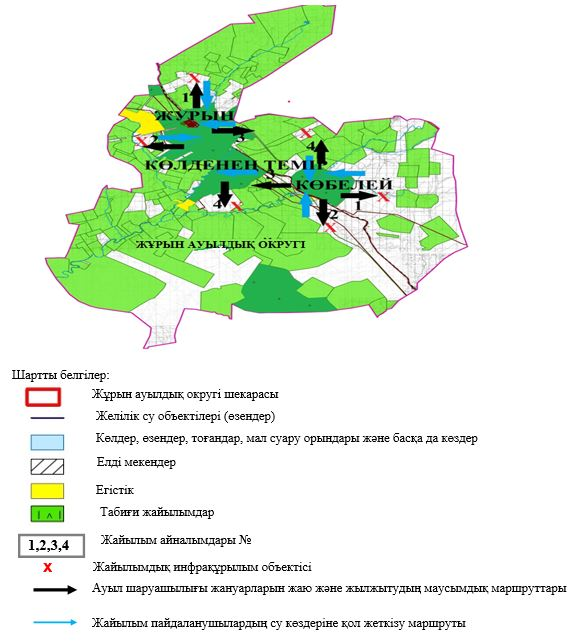 1
ЖҰРЫН
2
3
4
КӨЛДЕНЕН ТЕМИР
3
КӨБЕЛЕЙ
1
4
2
ЖҰРЫН АУЫЛДЫҚ ОКРУГІ
Шартты белгілер:
Жұрын ауылдық округі шекарасы
Желілік су объектілері (өзендер)
Көлдер, өзендер, тоғандар, мал суару орындары және басқа да көздер
Елді мекендер
Егістік
Табиғи жайылымдар
1,2,3,4 Жайылым айналымдары №
х Жайылымдық инфрақұрылым объектісі
Ауыл шаруашылығы жануарларын жаю және жылжытудың маусымдық маршруттары
Жайылым пайдаланушылардың су көздеріне қол жеткізу маршруты